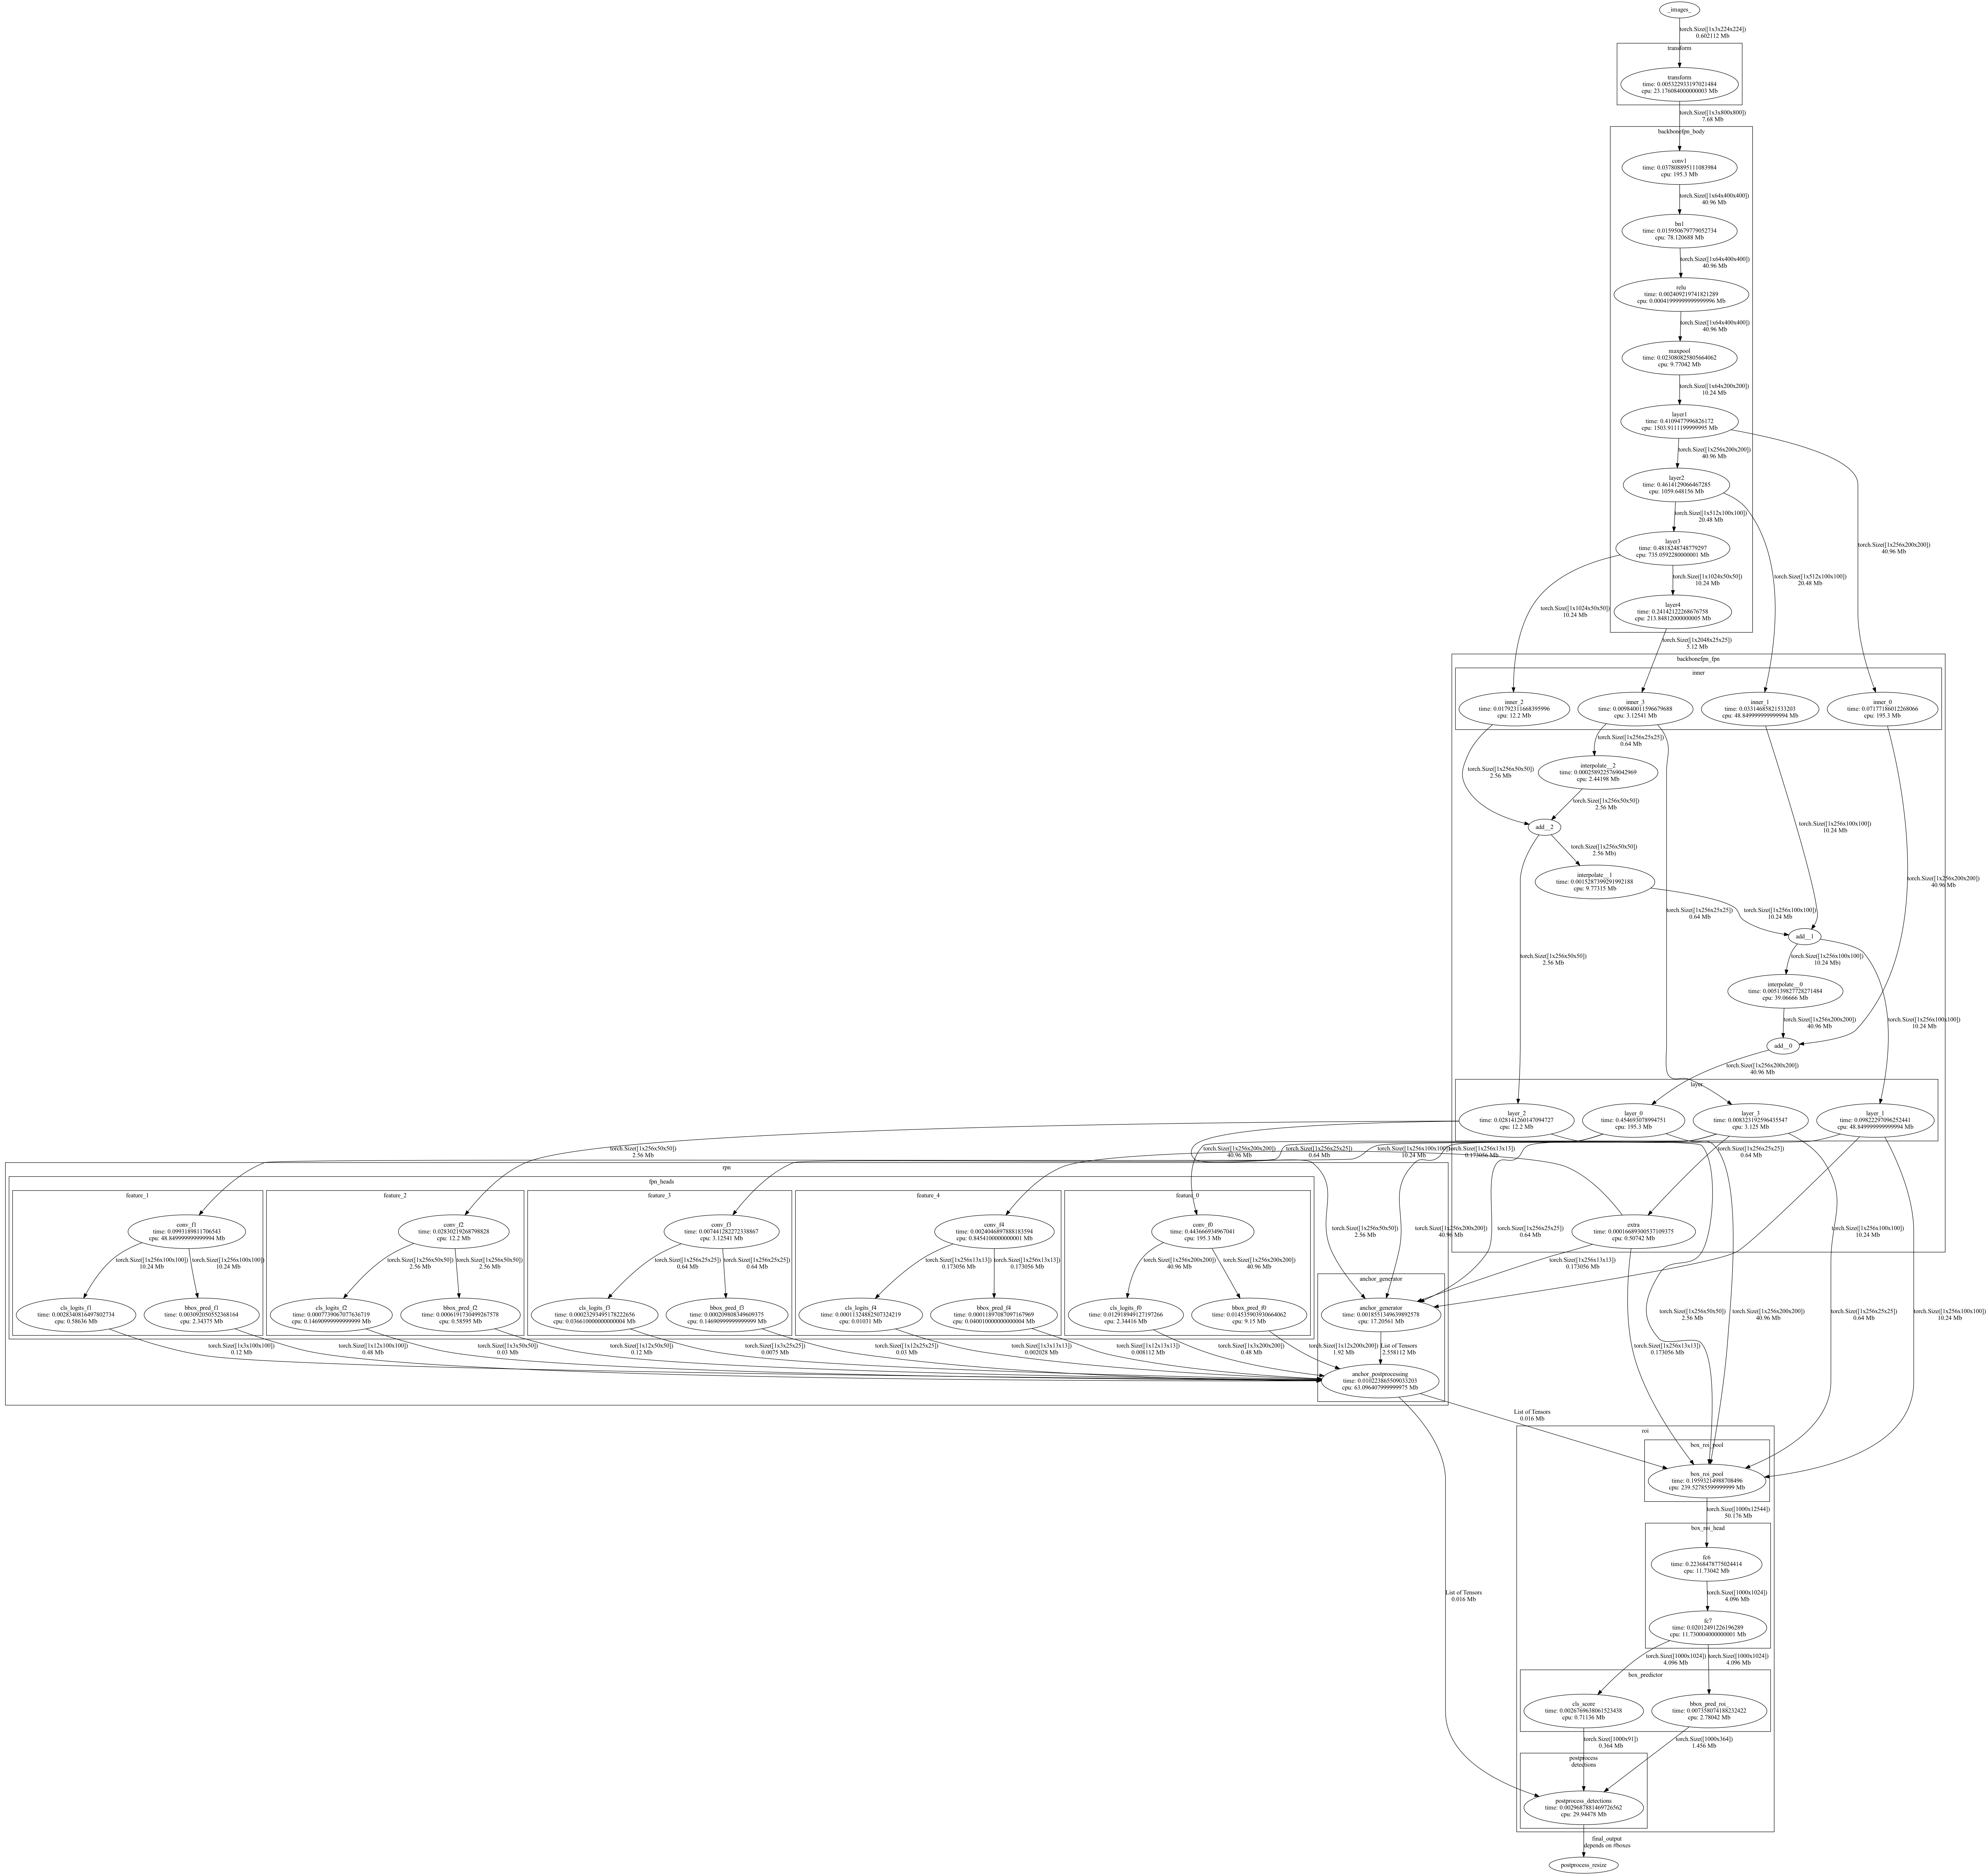 _images_
torch.Size([1x3x224x224])
0.602112 Mb
transform
transform
time: 0.005322933197021484
cpu: 23.176084000000003 Mb
torch.Size([1x3x800x800])
7.68 Mb
backbonefpn_body
conv1
time: 0.037808895111083984
cpu: 195.3 Mb
torch.Size([1x64x400x400])
40.96 Mb
bn1
time: 0.015950679779052734
cpu: 78.120688 Mb
torch.Size([1x64x400x400])
40.96 Mb
relu
time: 0.002409219741821289
cpu: 0.00041999999999999996 Mb
torch.Size([1x64x400x400])
40.96 Mb
maxpool
time: 0.023080825805664062
cpu: 9.77042 Mb
torch.Size([1x64x200x200])
10.24 Mb
layer1
time: 0.4109477996826172
cpu: 1503.9111199999995 Mb
torch.Size([1x256x200x200])
40.96 Mb
layer2
time: 0.4614129066467285
cpu: 1059.648156 Mb
torch.Size([1x512x100x100])
20.48 Mb
layer3
time: 0.4818248748779297
cpu: 735.0592280000001 Mb
torch.Size([1x256x200x200])
40.96 Mb
torch.Size([1x1024x50x50])
10.24 Mb
torch.Size([1x512x100x100])
20.48 Mb
torch.Size([1x1024x50x50])
10.24 Mb
layer4
time: 0.24142122268676758
cpu: 213.84812000000005 Mb
torch.Size([1x2048x25x25])
5.12 Mb
backbonefpn_fpn
inner
inner_2
time: 0.01792311668395996
cpu: 12.2 Mb
inner_3
time: 0.009840011596679688
cpu: 3.12541 Mb
inner_1
time: 0.03314685821533203
cpu: 48.849999999999994 Mb
inner_0
time: 0.07177186012268066
cpu: 195.3 Mb
torch.Size([1x256x25x25])
0.64 Mb
torch.Size([1x256x50x50])
2.56 Mb
interpolate__2
time: 0.0002589225769042969
cpu: 2.44198 Mb
torch.Size([1x256x50x50])
2.56 Mb
add__2
torch.Size([1x256x100x100])
10.24 Mb
torch.Size([1x256x50x50])
2.56 Mb)
interpolate__1
time: 0.0015287399291992188
cpu: 9.77315 Mb
torch.Size([1x256x200x200])
40.96 Mb
torch.Size([1x256x25x25])
0.64 Mb
torch.Size([1x256x100x100])
10.24 Mb
add__1
torch.Size([1x256x50x50])
2.56 Mb
torch.Size([1x256x100x100])
10.24 Mb)
interpolate__0
time: 0.005139827728271484
cpu: 39.06666 Mb
torch.Size([1x256x200x200])
40.96 Mb
torch.Size([1x256x100x100])
10.24 Mb
add__0
torch.Size([1x256x200x200])
40.96 Mb
layer
layer_2
time: 0.028141260147094727
cpu: 12.2 Mb
layer_0
time: 0.454693078994751
cpu: 195.3 Mb
layer_3
time: 0.008323192596435547
cpu: 3.125 Mb
layer_1
time: 0.09822297096252441
cpu: 48.849999999999994 Mb
torch.Size([1x256x50x50])
2.56 Mb
torch.Size([1x256x200x200])
40.96 Mb
torch.Size([1x256x25x25])
0.64 Mb
torch.Size([1x256x100x100])
10.24 Mb
torch.Size([1x256x13x13])
0.173056 Mb
torch.Size([1x256x25x25])
0.64 Mb
rpn
fpn_heads
feature_1
feature_2
feature_3
feature_4
feature_0
conv_f1
time: 0.0993189811706543
cpu: 48.849999999999994 Mb
conv_f2
time: 0.02830219268798828
cpu: 12.2 Mb
conv_f3
time: 0.007441282272338867
cpu: 3.12541 Mb
conv_f4
time: 0.0024046897888183594
cpu: 0.8454100000000001 Mb
conv_f0
time: 0.443666934967041
cpu: 195.3 Mb
extra
time: 0.00016689300537109375
cpu: 0.50742 Mb
torch.Size([1x256x50x50])
2.56 Mb
torch.Size([1x256x200x200])
40.96 Mb
torch.Size([1x256x25x25])
0.64 Mb
torch.Size([1x256x100x100])
10.24 Mb
torch.Size([1x256x100x100])
10.24 Mb
torch.Size([1x256x100x100])
10.24 Mb
torch.Size([1x256x50x50])
2.56 Mb
torch.Size([1x256x50x50])
2.56 Mb
torch.Size([1x256x25x25])
0.64 Mb
torch.Size([1x256x25x25])
0.64 Mb
torch.Size([1x256x13x13])
0.173056 Mb
torch.Size([1x256x13x13])
0.173056 Mb
torch.Size([1x256x200x200])
40.96 Mb
torch.Size([1x256x200x200])
40.96 Mb
torch.Size([1x256x13x13])
0.173056 Mb
anchor_generator
cls_logits_f1
time: 0.0028340816497802734
cpu: 0.58636 Mb
bbox_pred_f1
time: 0.003092050552368164
cpu: 2.34375 Mb
cls_logits_f2
time: 0.0007739067077636719
cpu: 0.14690999999999999 Mb
bbox_pred_f2
time: 0.0006191730499267578
cpu: 0.58595 Mb
cls_logits_f3
time: 0.00023293495178222656
cpu: 0.036610000000000004 Mb
bbox_pred_f3
time: 0.000209808349609375
cpu: 0.14690999999999999 Mb
cls_logits_f4
time: 0.00011324882507324219
cpu: 0.01031 Mb
bbox_pred_f4
time: 0.00011897087097167969
cpu: 0.040010000000000004 Mb
cls_logits_f0
time: 0.012918949127197266
cpu: 2.34416 Mb
bbox_pred_f0
time: 0.014535903930664062
cpu: 9.15 Mb
anchor_generator
time: 0.0018551349639892578
cpu: 17.20561 Mb
torch.Size([1x256x50x50])
2.56 Mb
torch.Size([1x256x200x200])
40.96 Mb
torch.Size([1x256x25x25])
0.64 Mb
torch.Size([1x256x100x100])
10.24 Mb
torch.Size([1x3x100x100])
0.12 Mb
torch.Size([1x12x100x100])
0.48 Mb
torch.Size([1x3x50x50])
0.03 Mb
torch.Size([1x12x50x50])
0.12 Mb
torch.Size([1x3x25x25])
0.0075 Mb
torch.Size([1x12x25x25])
0.03 Mb
torch.Size([1x3x13x13])
0.002028 Mb
torch.Size([1x12x13x13])
0.008112 Mb
torch.Size([1x3x200x200])
0.48 Mb
torch.Size([1x12x200x200])
1.92 Mb
List of Tensors
2.558112 Mb
torch.Size([1x256x13x13])
0.173056 Mb
anchor_postprocessing
time: 0.010223865509033203
cpu: 63.096407999999975 Mb
List of Tensors
0.016 Mb
roi
box_roi_pool
box_roi_pool
time: 0.19593214988708496
cpu: 239.52785599999999 Mb
torch.Size([1000x12544])
50.176 Mb
box_roi_head
fc6
time: 0.22368478775024414
cpu: 11.73042 Mb
List of Tensors
0.016 Mb
torch.Size([1000x1024])
4.096 Mb
fc7
time: 0.02012491226196289
cpu: 11.730004000000001 Mb
torch.Size([1000x1024])
4.096 Mb
torch.Size([1000x1024])
4.096 Mb
box_predictor
cls_score
time: 0.0026769638061523438
cpu: 0.71136 Mb
bbox_pred_roi_
time: 0.007358074188232422
cpu: 2.78042 Mb
torch.Size([1000x91])
0.364 Mb
torch.Size([1000x364])
1.456 Mb
postprocess
detections
postprocess_detections
time: 0.0029687881469726562
cpu: 29.94478 Mb
final_output
depends on #boxes
postprocess_resize